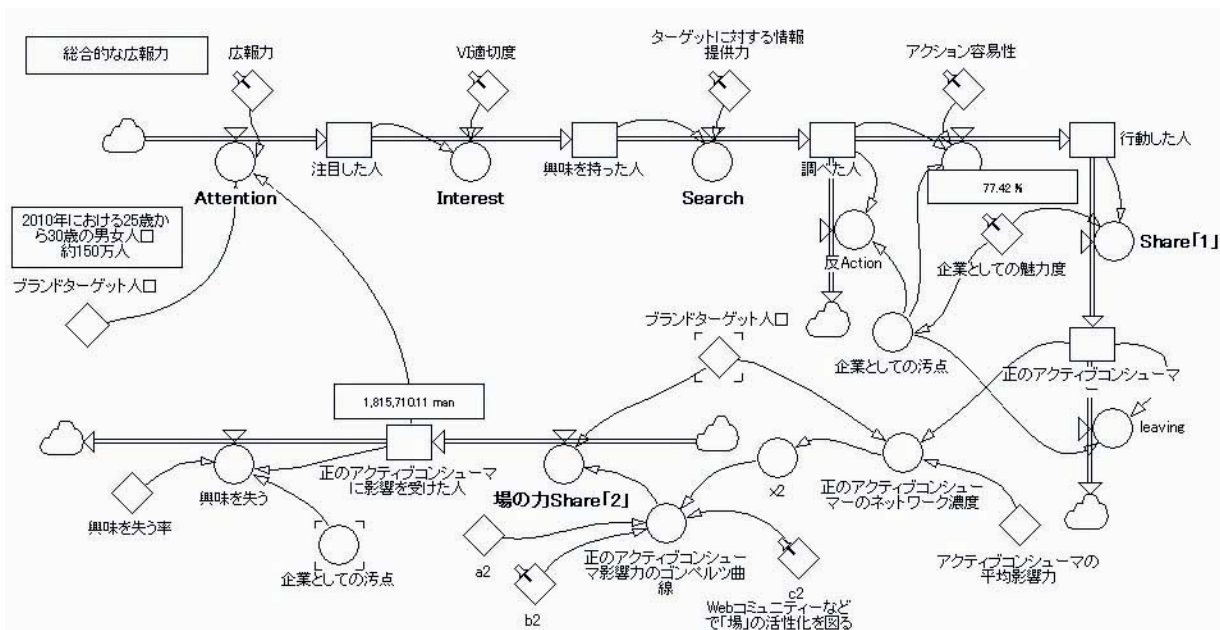 総合的な広報力
広報力
VI適切度
ターゲットに対する情報
提供力
アクション容易性
注目した人
興味を持った人
調べた人
行動した人
Attention
Interest
Search
77.42 %
2010年における25歳か
ら30歳の男女人口
約150万人
反Action
企業としての魅力度
Share「1」
ブランドターゲット人口
ブランドターゲット人口
企業としての汚点
正のアクティブコンシューマ
ー
1,815,710.11 man
leaving
正のアクティブコンシューマ
に影響を受けた人
場の力Share「2」
x2
正のアクティブコンシュー
マーのネットワーク濃度
興味を失う
興味を失う率
企業としての汚点
a2
b2
正のアクティブコンシュー
マ影響力のゴンペルツ曲
線
c2
Webコミュニティーなど
で「場」の活性化を図る
アクティブコンシューマの
平均影響力